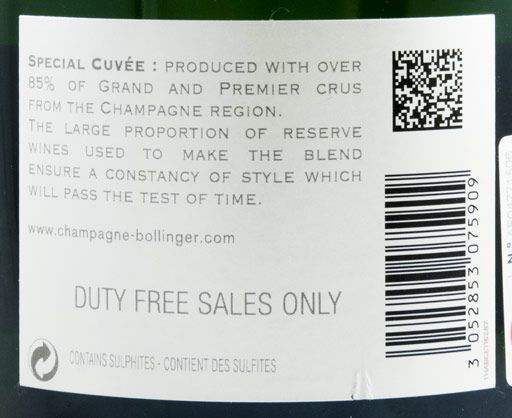 SPECIAL CUVÉE : PRODUCED WITH OVER
85% OF GRAND AND PREMIER CRUS
FROM THE CHAMPAGNE REGION.
THE LARGE PROPORTION OF RESERVE
WINES USED TO MAKE THE BLEND
ENSURE A CONSTANCY OF STYLE WHICH
WILL PASS THE TEST OF TIME.
www.champagne-bollinger.com
DUTY FREE SALES ONLY
CONTAINS SULPHITES - CONTIENT DES SULFITES
3 052853 075909
N°